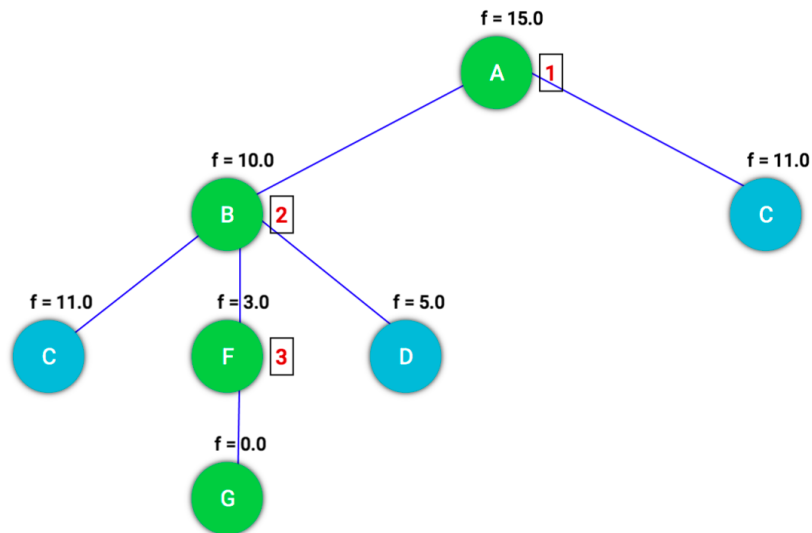 f = 15.0
A
1
f = 10.0
f = 11.0
B
2
C
f = 11.0
f = 3.0
f = 5.0
C
F
3
D
f = 0.0
G